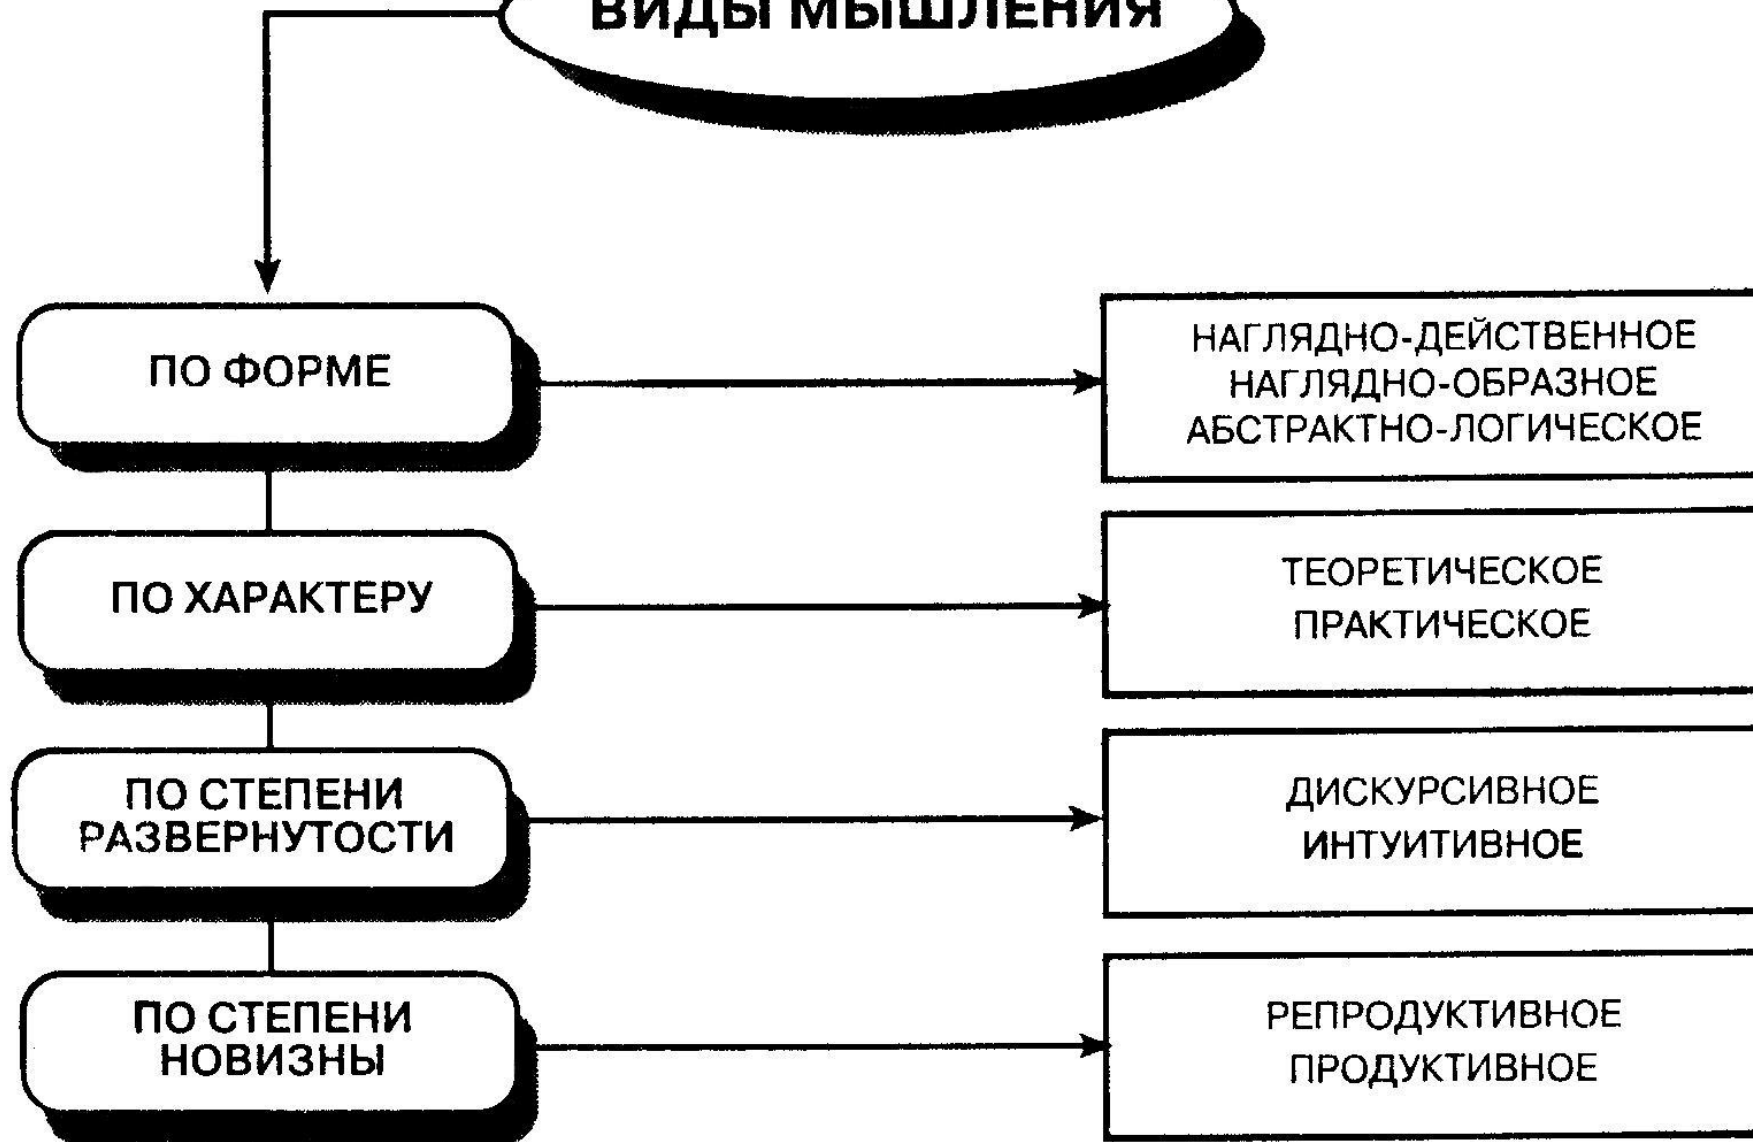 ВИДЫ МЫШЛЕНИЯ
ПО ФОРМЕ
НАГЛЯДНО-ДЕЙСТВЕННОЕ
НАГЛЯДНО-ОБРАЗНОЕ
АБСТРАКТНО-ЛОГИЧЕСКОЕ
ПО ХАРАКТЕРУ
ТЕОРЕТИЧЕСКОЕ
ПРАКТИЧЕСКОЕ
ПО СТЕПЕНИ
РАЗВЕРНУТОСТИ
ДИСКУРСИВНОЕ
ИНТУИТИВНОЕ
ПО СТЕПЕНИ
НОВИЗНЫ
РЕПРОДУКТИВНОЕ
ПРОДУКТИВНОЕ